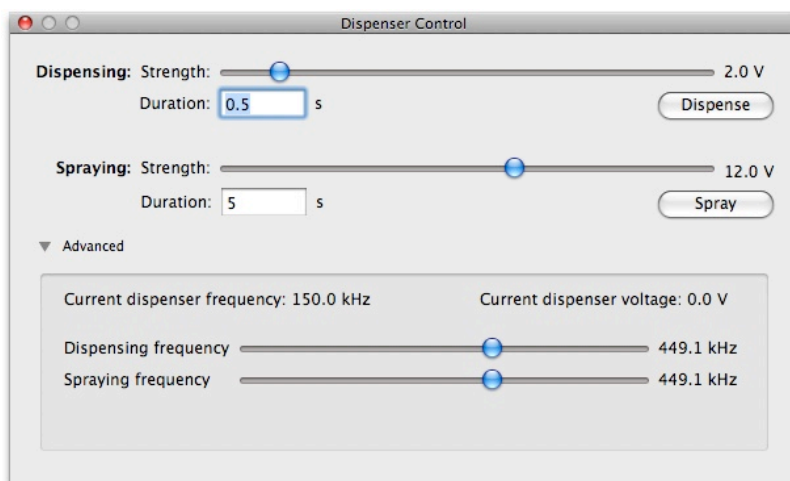 Dispenser Control
Dispensing: Strength: 2.0 V
Duration: 0.5 s Dispense
Spraying: Strength: 12.0 V
Duration: 5 s Spray
Advanced
Current dispenser frequency: 150.0 kHz Current dispenser voltage: 0.0 V
Dispensing frequency 449.1 kHz
Spraying frequency 449.1 kHz